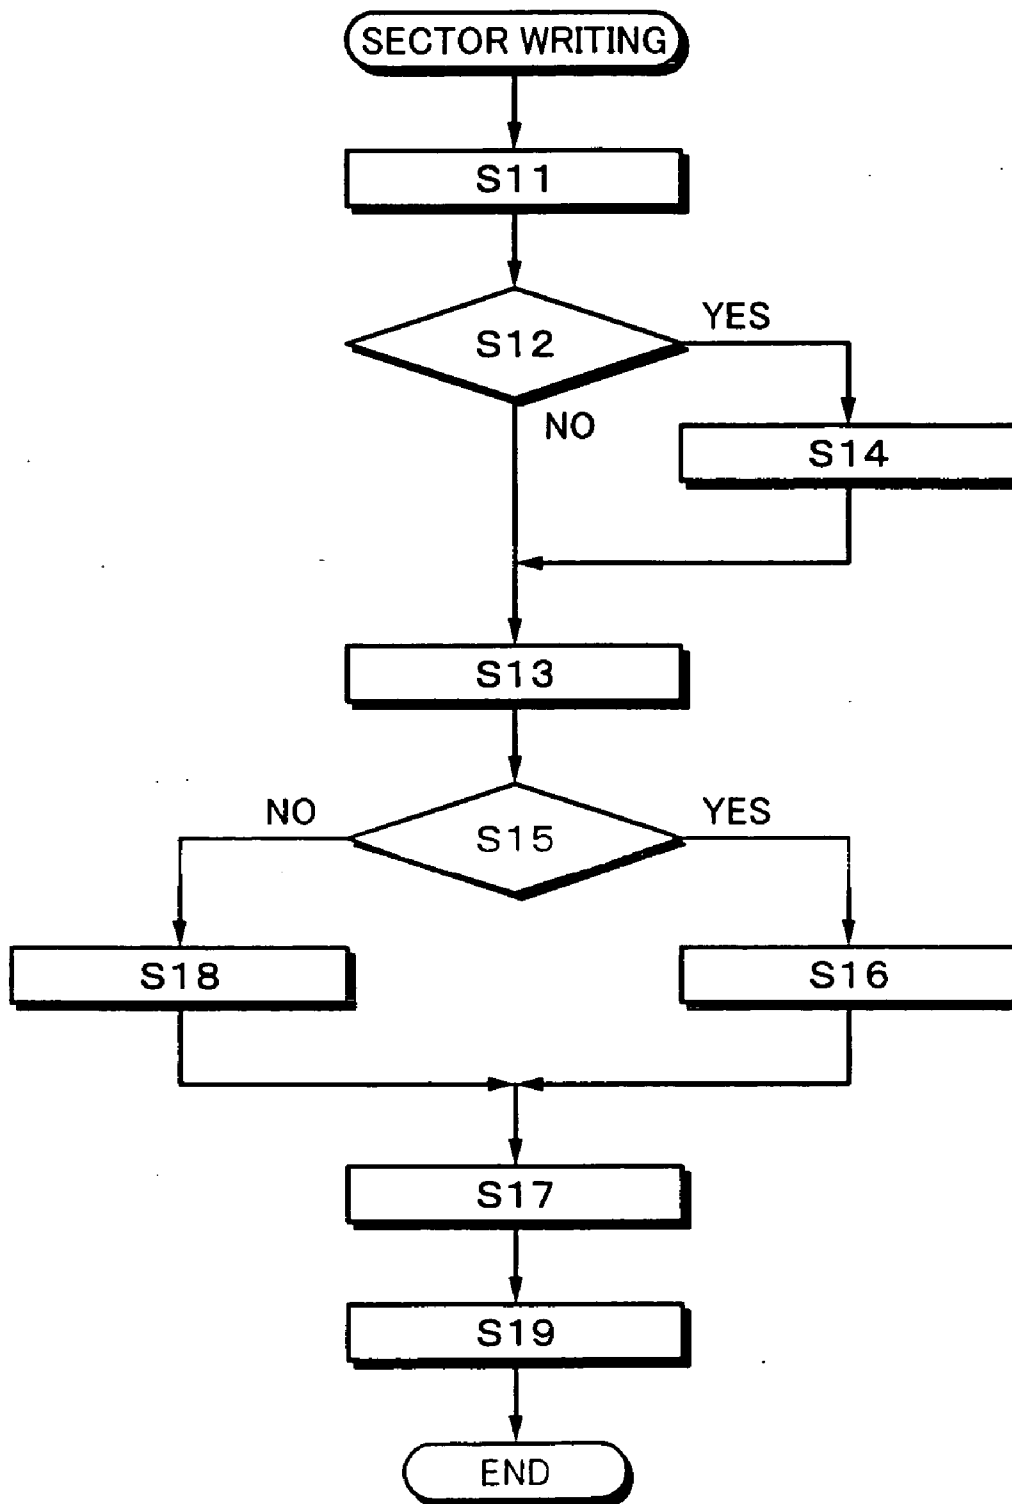 SECTOR WRITING
S11
S12
YES
NO
S14
S13
NO
S15
YES
S18
S16
S17
S19
END